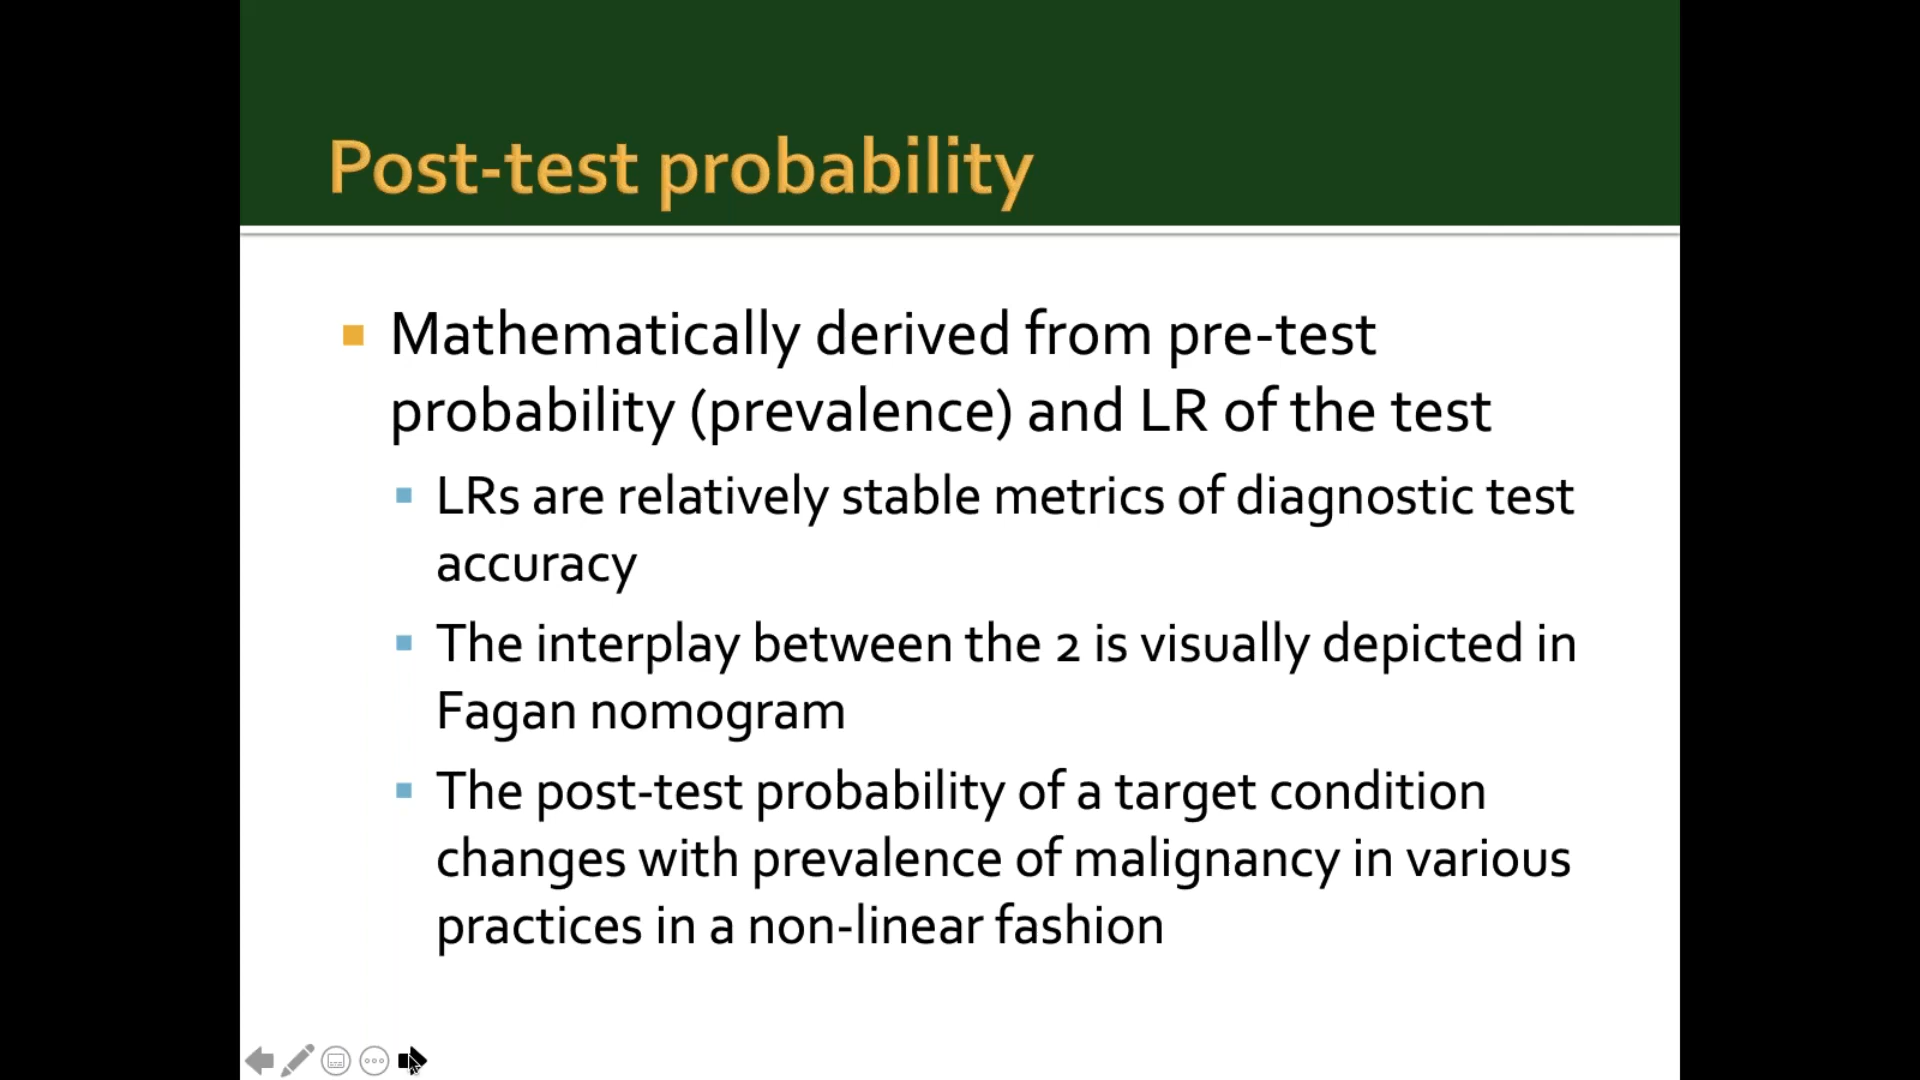 Post-test probability
Mathematically derived from pre-test
probability (prevalence) and LR of the test
LRs are relatively stable metrics of diagnostic test
accuracy
The interplay between the 2 is visually depicted in
Fagan nomogram
The post-test probability of a target condition
changes with prevalence of malignancy in various
practices in a non-linear fashion